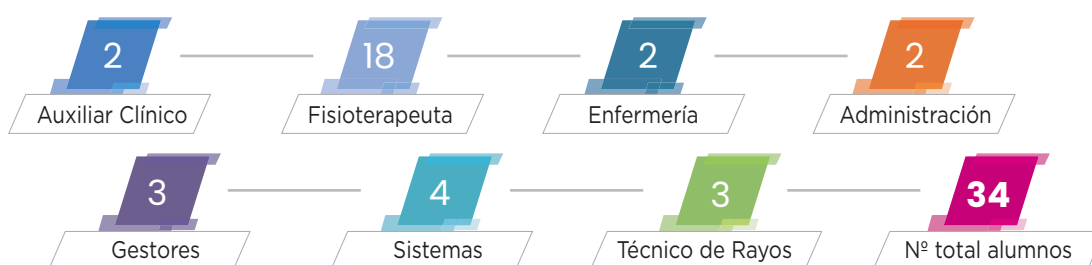 2
18
2
2
Auxiliar Clínico
Fisioterapeuta
Enfermería
Administración
3
4
3
34
Gestores
Sistemas
Técnico de Rayos
Nº total alumnos